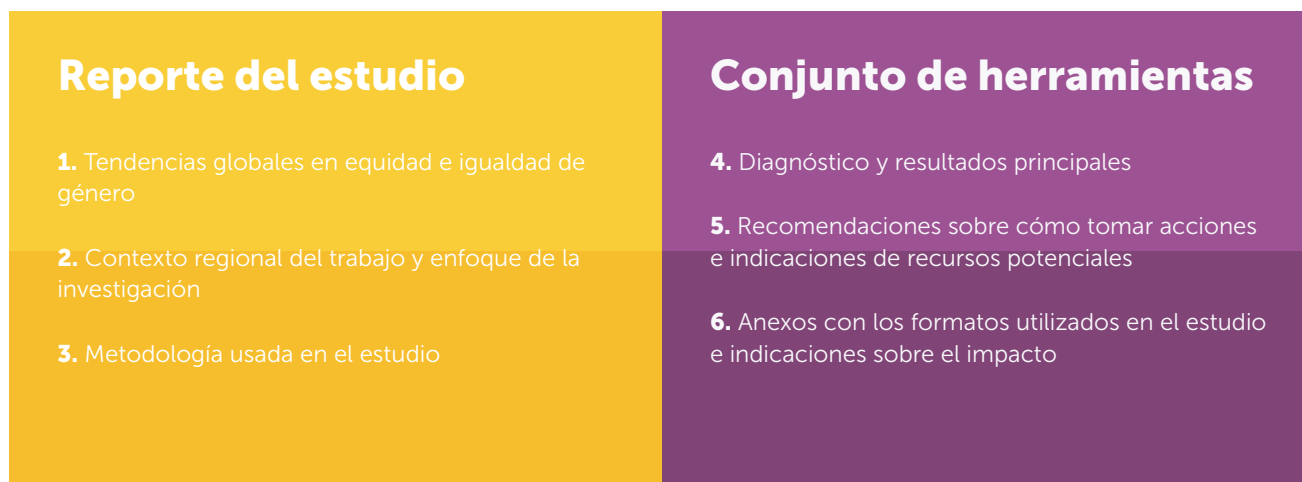 Reporte del estudio
1. Tendencias globales en equidad e igualdad de
género
2. Contexto regional del trabajo y enfoque de la
investigación
3. Metodología usada en el estudio
Conjunto de herramientas
4. Diagnóstico y resultados principales
5. Recomendaciones sobre cómo tomar acciones
e indicaciones de recursos potenciales
6. Anexos con los formatos utilizados en el estudio
e indicaciones sobre el impacto